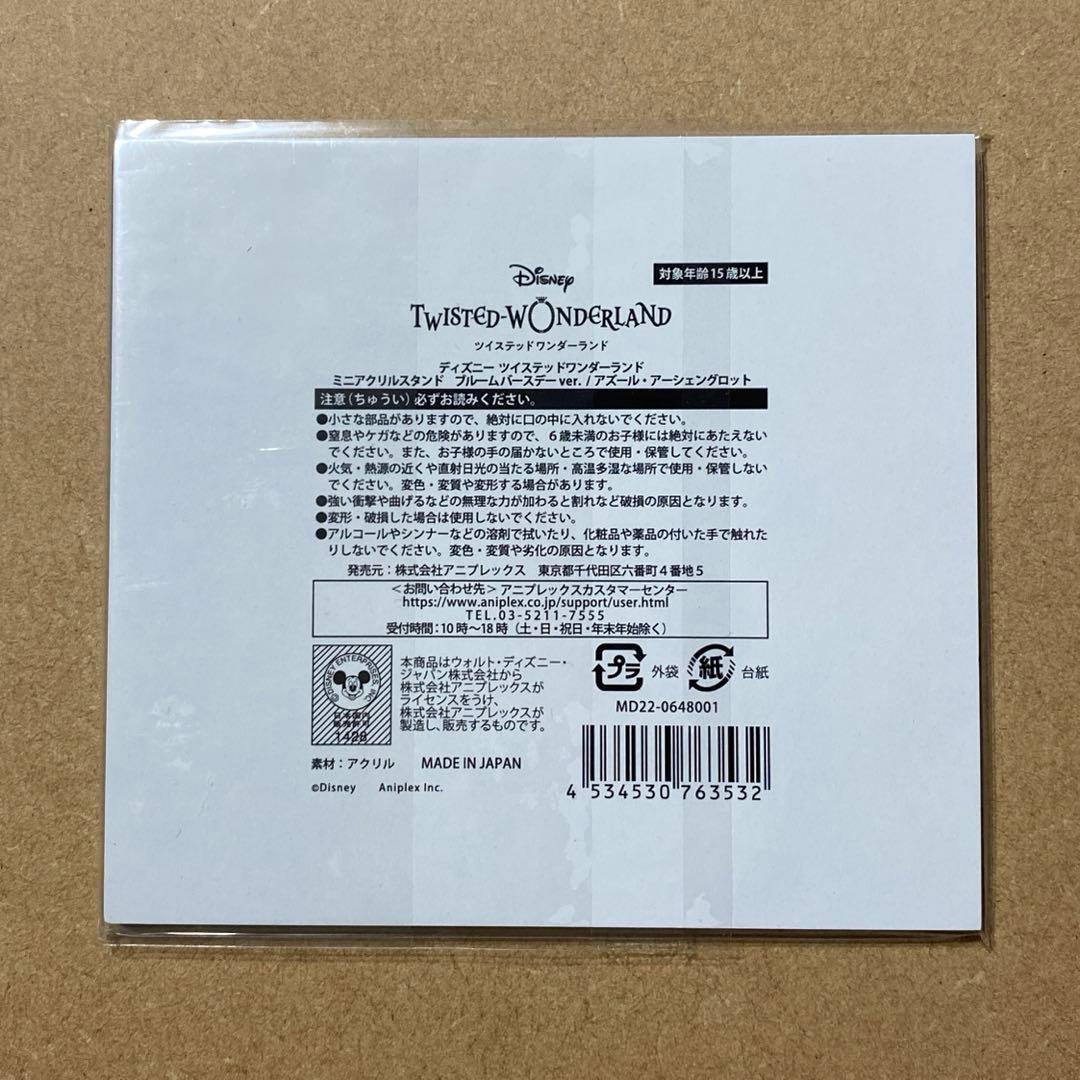 Disney
対象年齢15歳以上
TWISTED-WONDERLAND
ツイステッドワンダーランド
ディズニー ツイステッドワンダーランド
ミニアクリルスタンド ブルームバースデーver. / アズール・アーシェングロット
注意(ちゅうい)必ずお読みください。
●小さな部品がありますので、絶対に口の中に入れないでください。
●窒息やケガなどの危険がありますので、6歳未満のお子様には絶対にあたえない
でください。また、お子様の手の届かないところで使用・保管してください。
●火気・熱源の近くや直射日光の当たる場所・高温多湿な場所で使用・保管しない
でください。変色・変質や変形する場合があります。
●強い衝撃や曲げるなどの無理な力が加わると割れなど破損の原因となります。
●変形・破損した場合は使用しないでください。
●アルコールやシンナーなどの溶剤で拭いたり、化粧品や薬品の付いた手で触れた
りしないでください。変色・変質や劣化の原因となります。
発売元:株式会社アニプレックス 東京都千代田区六番町4番地5
<お問い合わせ先>アニプレックスカスタマーセンター
https://www.aniplex.co.jp/support/user.html
TEL.03-5211-7555
受付時間:10時~18時(土・日・祝日・年末年始除く)
©DISNEY ENTERPRISES, INC.
日本国内
販売許可
1428
本商品はウォルト・ディズニー・
ジャパン株式会社から
株式会社アニプレックスが
ライセンスをうけ、
株式会社アニプレックスが
製造し、販売するものです。
プラ 外袋 紙 台紙
MD22-0648001
素材:アクリル MADE IN JAPAN
©Disney Aniplex Inc.
4 534530 763532